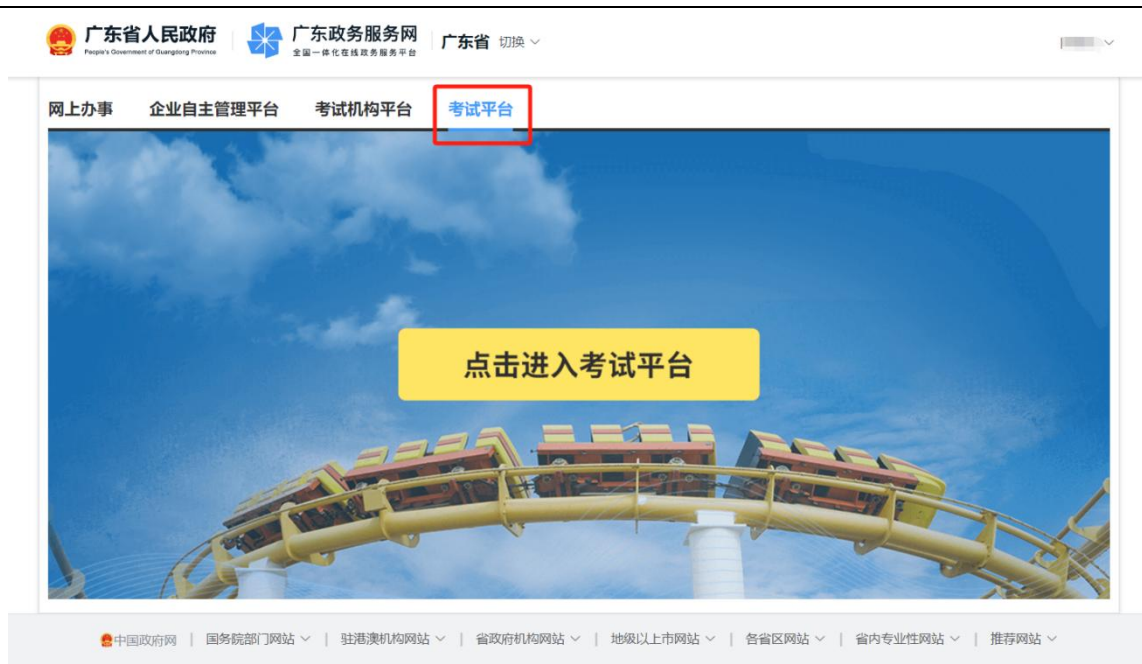 广东省人民政府
People's Government of Guangdong Province
广东政务服务网
全国一体化在线政务服务平台
广东省 切换
网上办事 企业自主管理平台 考试机构平台 考试平台
点击进入考试平台
中国政府网 | 国务院部门网站 | 驻港澳机构网站 | 省政府机构网站 | 地级以上市网站 | 各省区网站 | 省内专业性网站 | 推荐网站